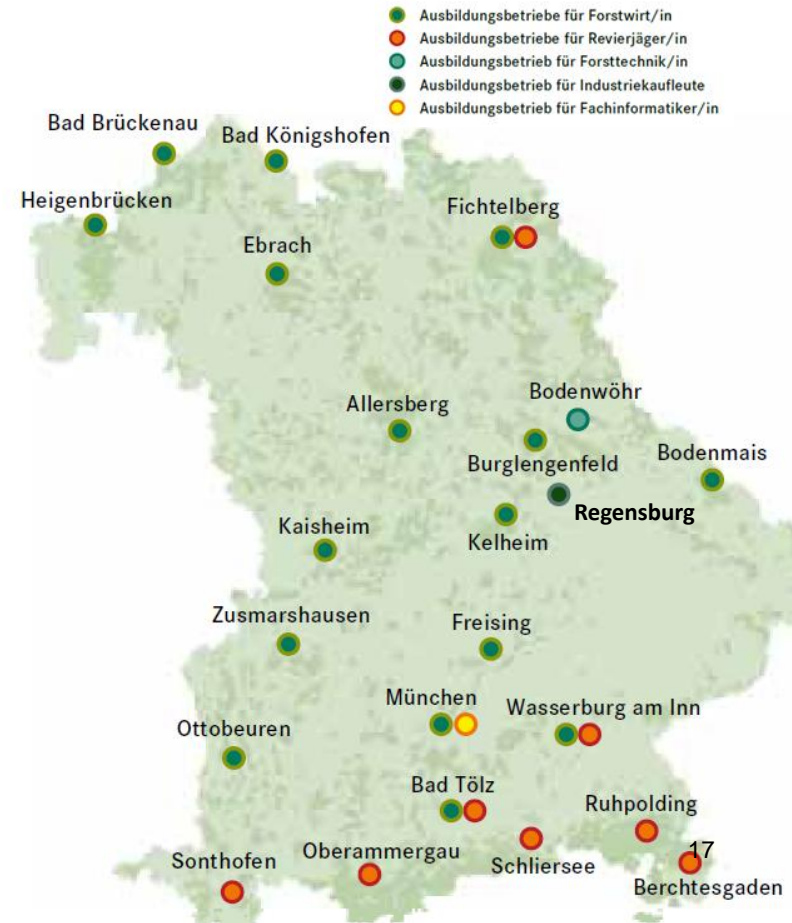 Ausbildungsbetriebe für Forstwirt/in
Ausbildungsbetriebe für Revierjäger/in
Ausbildungsbetrieb für Forsttechnik/in
Ausbildungsbetrieb für Industriekaufleute
Ausbildungsbetrieb für Fachinformatiker/in
Bad Brückenau
Bad Königshofen
Heigenbrücken
Fichtelberg
Ebrach
Bodenwöhr
Allersberg
Burglengenfeld
Bodenmais
Regensburg
Kelheim
Kaisheim
Zusmarshausen
Freising
München
Wasserburg am Inn
Ottobeuren
Bad Tölz
Ruhpolding
Oberammergau
Schliersee
17
Sonthofen
Berchtesgaden